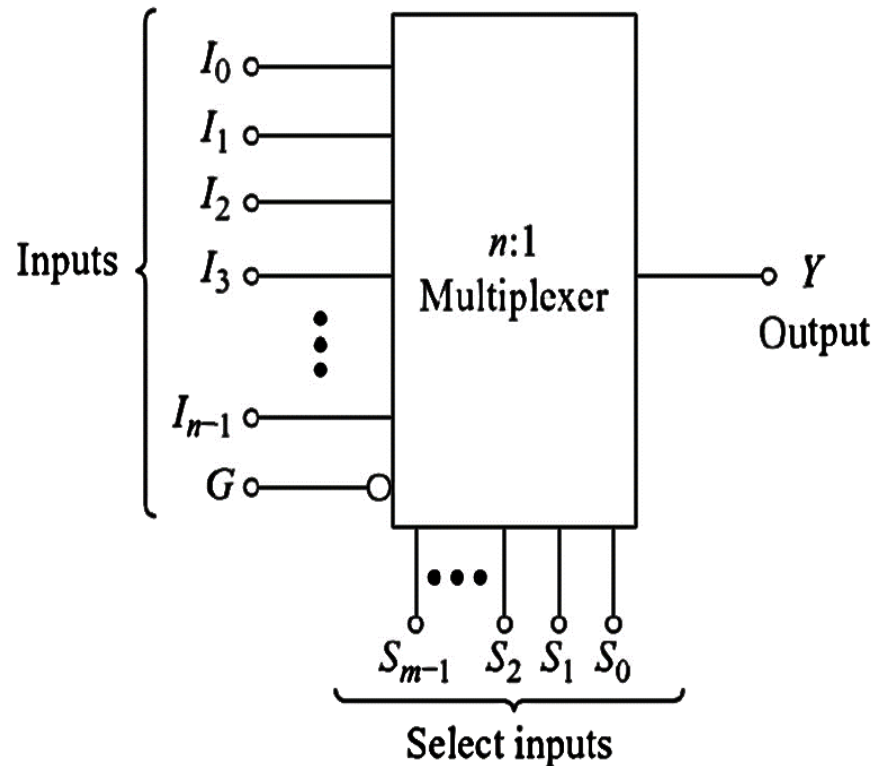 I₀
I₁
I₂
Inputs
I₃
n:1
Multiplexer
Y
Output
Iₙ₋₁
G
Sₘ₋₁ S₂ S₁ S₀
Select inputs